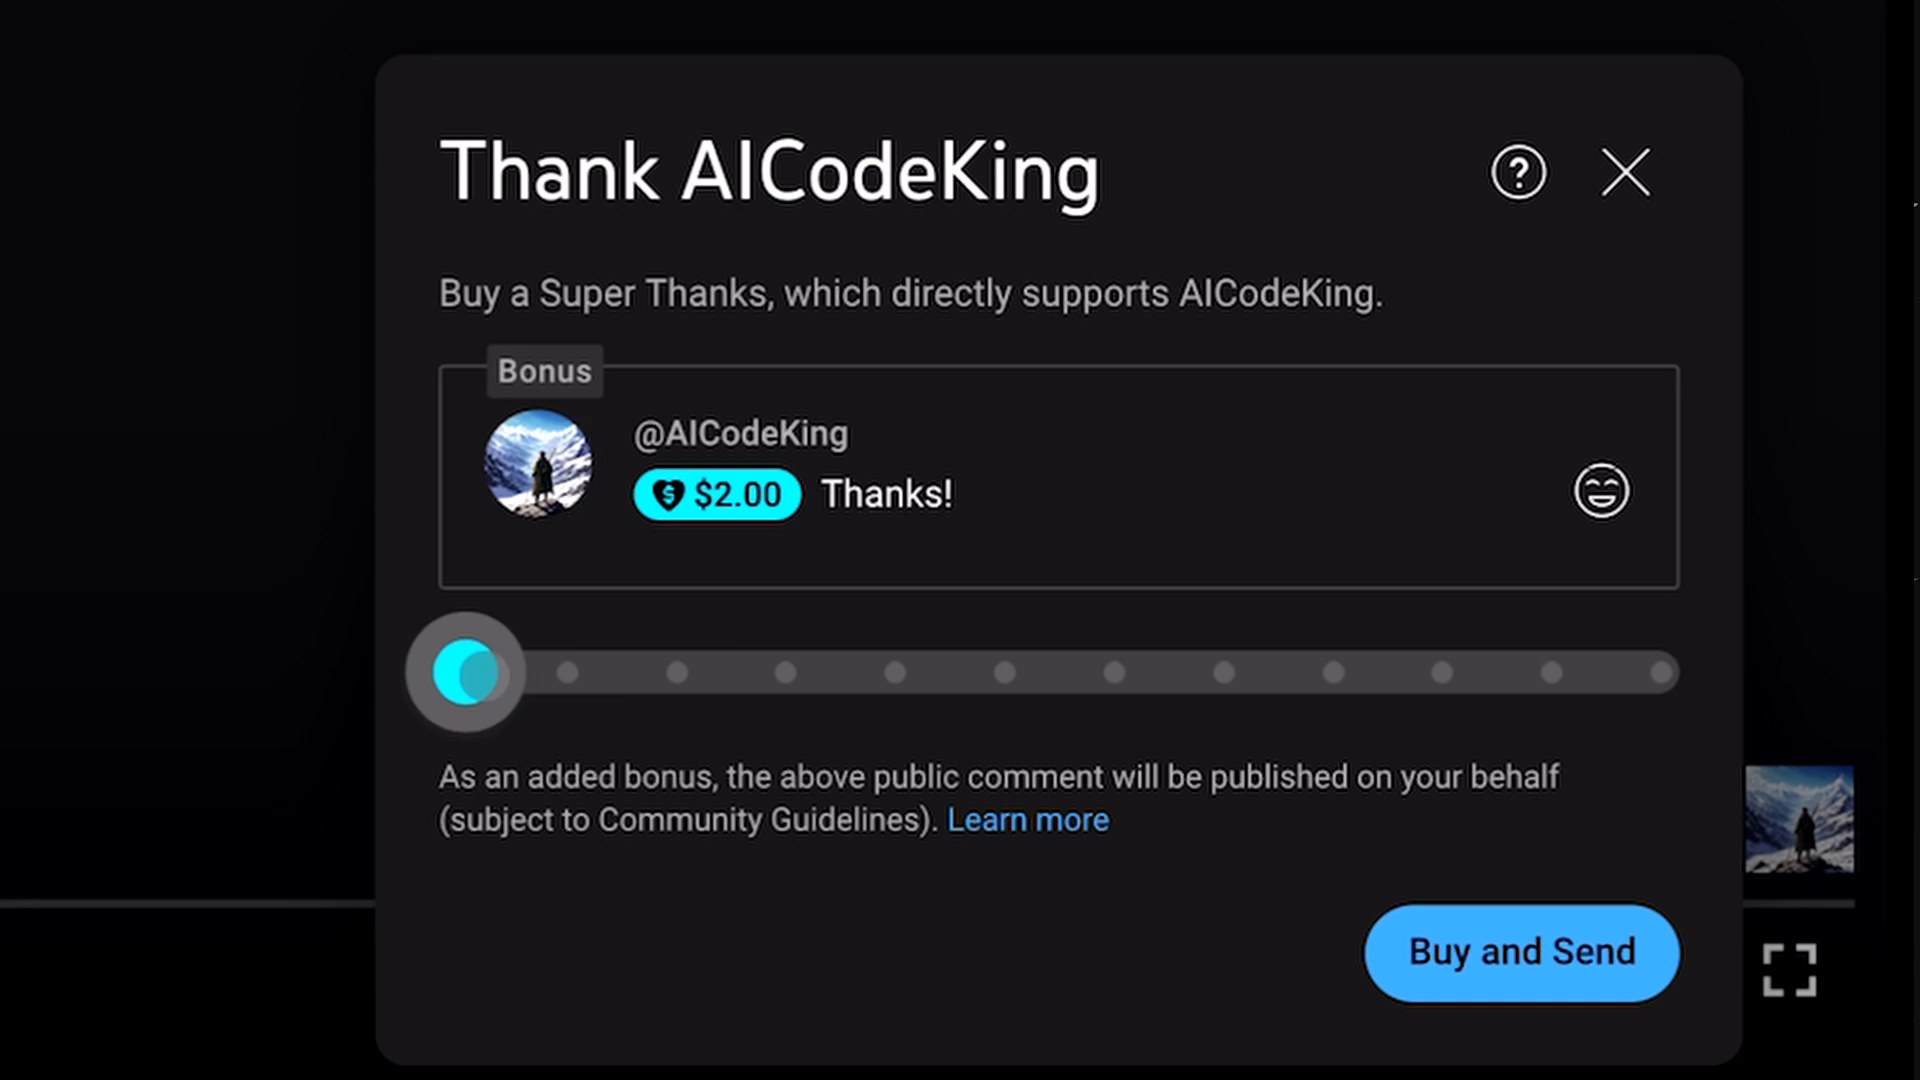 Thank AICodeKing
Buy a Super Thanks, which directly supports AICodeKing.
Bonus
@AICodeKing
$2.00 Thanks!
As an added bonus, the above public comment will be published on your behalf
(subject to Community Guidelines). Learn more
Buy and Send